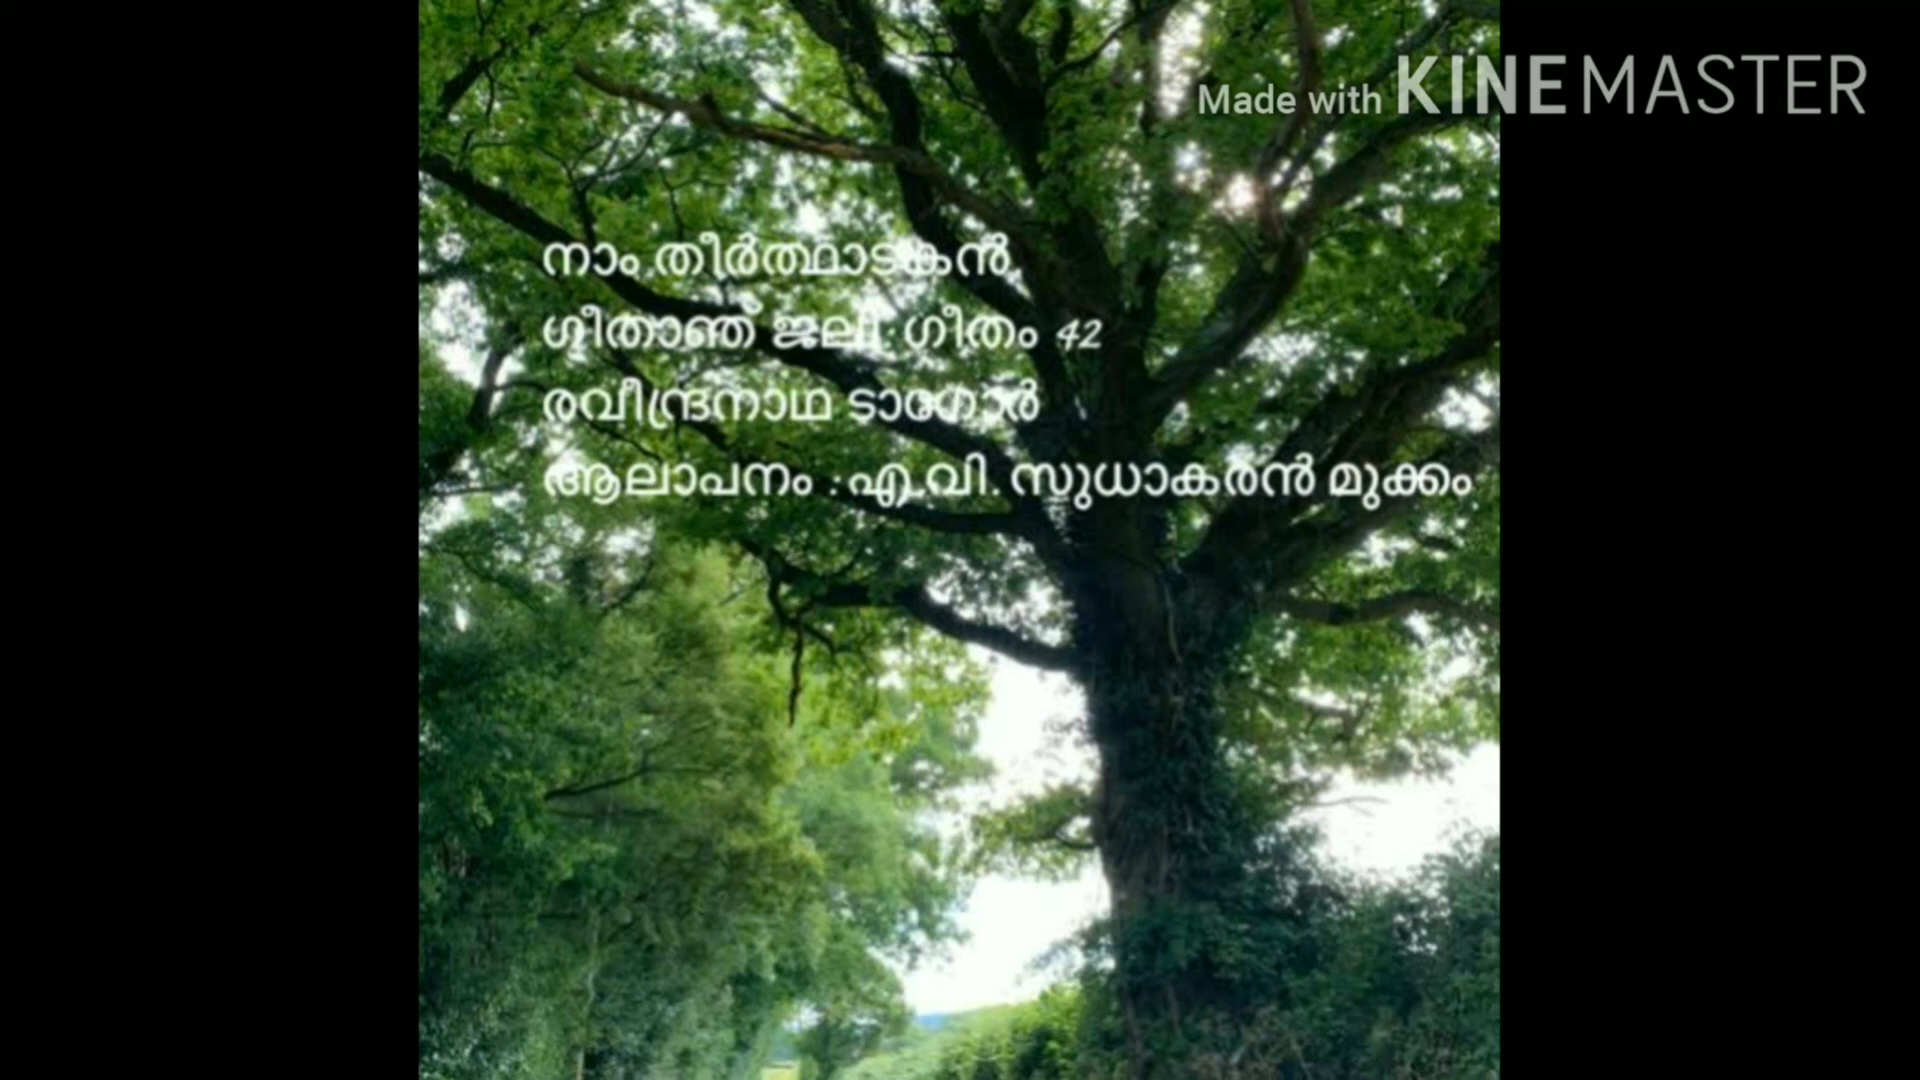 Made with KINEMASTER
നാം തീർത്ഥാടകൻ
ഗീതാഞ് ജലി: ഗീതം 42
രവീന്ദ്രനാഥ ടാഗോർ
ആലാപനം : എ.വി. സുധാകരൻ മുക്കം